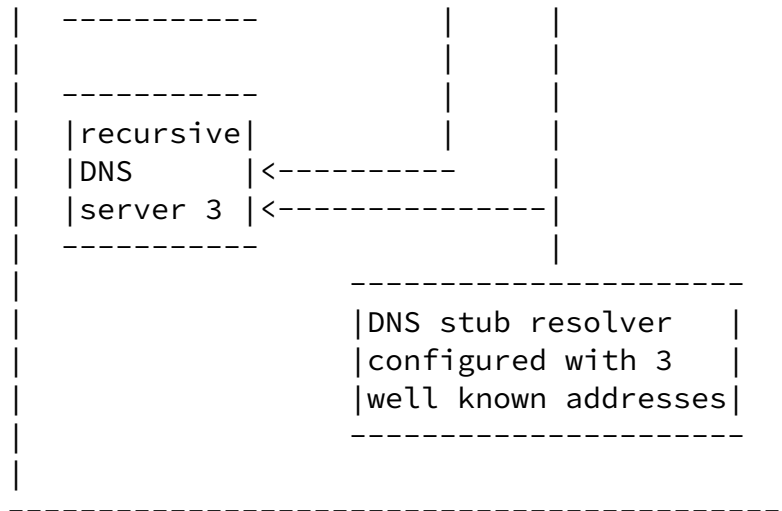 recursive
DNS
server 3
DNS stub resolver
configured with 3
well known addresses